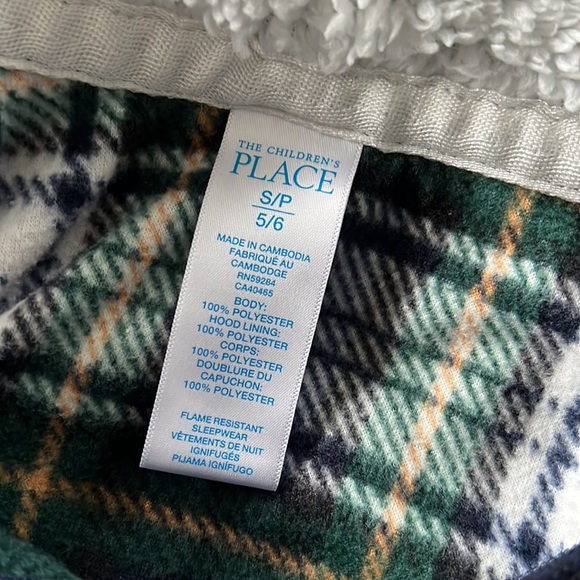 THE CHILDREN'S
PLACE
S/P
5/6
MADE IN CAMBODIA
FABRIQUÉ AU
CAMBODGE
RN59284
CA40465
BODY:
100% POLYESTER
HOOD LINING:
100% POLYESTER
CORPS:
100% POLYESTER
DOUBLURE DU
CAPUCHON:
100% POLYESTER
FLAME RESISTANT
SLEEPWEAR
VÊTEMENTS DE NUIT
IGNIFUGÉS
PIJAMA IGNÍFUGO